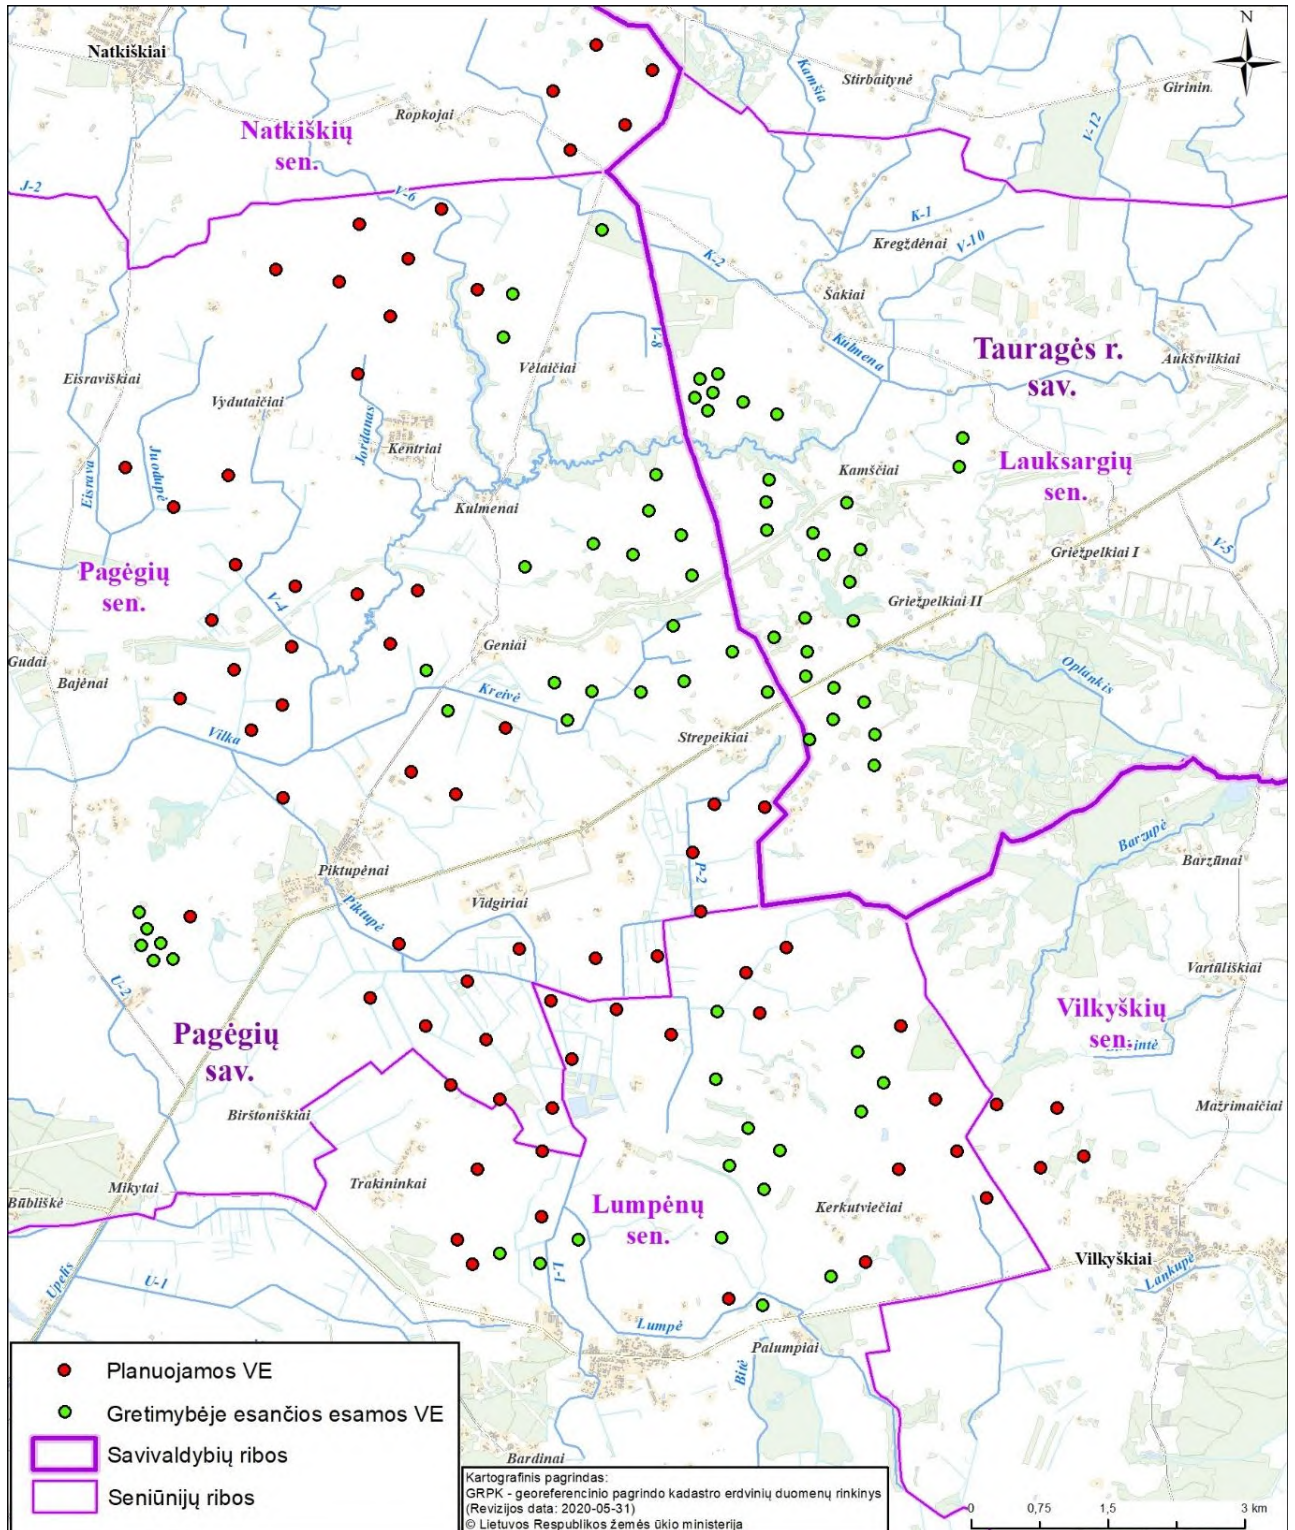 N
Natkiškiai
Kamšia
Stirbaitynė
Girinin.
Ropkojai
V-12
Natkiškių
sen.
J-2
V-6
K-1
Kregždėnai
V-10
K-2
Šakiai
V-8
Kulmena
Tauragės r.
sav.
Aukštvilkiai
Vėlaičiai
Eisraviškiai
Vydutaičiai
Jordanas
Kentriai
Eisrava
Juodupė
Kamščiai
Lauksargių
sen.
Kulmenai
V-5
Griežpelkiai I
Pagėgių
sen.
V-4
Griežpelkiai II
Geniai
Gudai
Bajėnai
Oplankis
Kreivė
Vilka
Strepeikiai
Barzupė
Barzūnai
Piktupėnai
P-2
Vidgiriai
Piktupė
Vartūliškiai
U-2
Vilkyškių
sen.
Pagėgių
sav.
Mažrimaičiai
Birštoniškiai
Trakininkai
Mikytai
Būbliškė
Lumpėnų
sen.
Kerkutviečiai
Vilkyškiai
Lankupė
L-1
U-1
Upelis
Lumpė
Palumpiai
Bitė
Bardinai
Planuojamos VE
Gretimybėje esančios esamos VE
Savivaldybių ribos
Seniūnijų ribos
Kartografinis pagrindas:
GRPK - georeferencinio pagrindo kadastro erdvinių duomenų rinkinys
(Revizijos data: 2020-05-31)
© Lietuvos Respublikos žemės ūkio ministerija
0 0,75 1,5 3 km